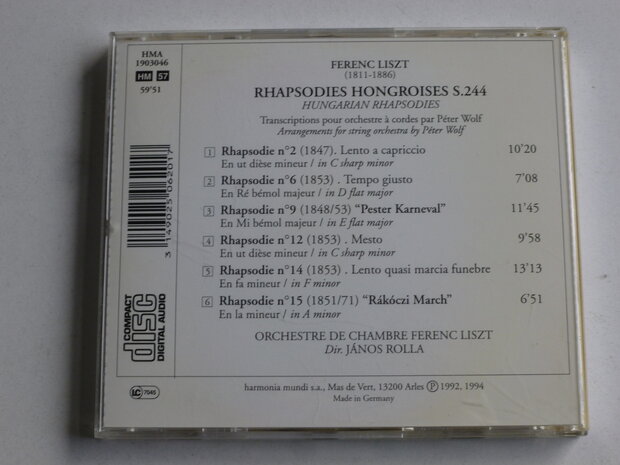 HMA
1903046
HM 57
59'51
FERENC LISZT
(1811-1886)
RHAPSODIES HONGROISES S.244
HUNGARIAN RHAPSODIES
Transcriptions pour orchestre à cordes par Péter Wolf
Arrangements for string orchestra by Péter Wolf
1 Rhapsodie n°2 (1847). Lento a capriccio 10'20
En ut dièse mineur / in C sharp minor
2 Rhapsodie n°6 (1853) . Tempo giusto 7'08
En Ré bémol majeur / in D flat major
3 Rhapsodie n°9 (1848/53) "Pester Karneval" 11'45
En Mi bémol majeur / in E flat major
4 Rhapsodie n°12 (1853) . Mesto 9'58
En ut dièse mineur / in C sharp minor
5 Rhapsodie n°14 (1853) . Lento quasi marcia funebre 13'13
En fa mineur / in F minor
6 Rhapsodie n°15 (1851/71) "Rákóczi March" 6'51
En la mineur / in A minor
ORCHESTRE DE CHAMBRE FERENC LISZT
Dir. JÁNOS ROLLA
3 149025 062017
COMPACT
disc
DIGITAL AUDIO
LC 7045
harmonia mundi s.a., Mas de Vert, 13200 Arles Ⓟ 1992, 1994
Made in Germany